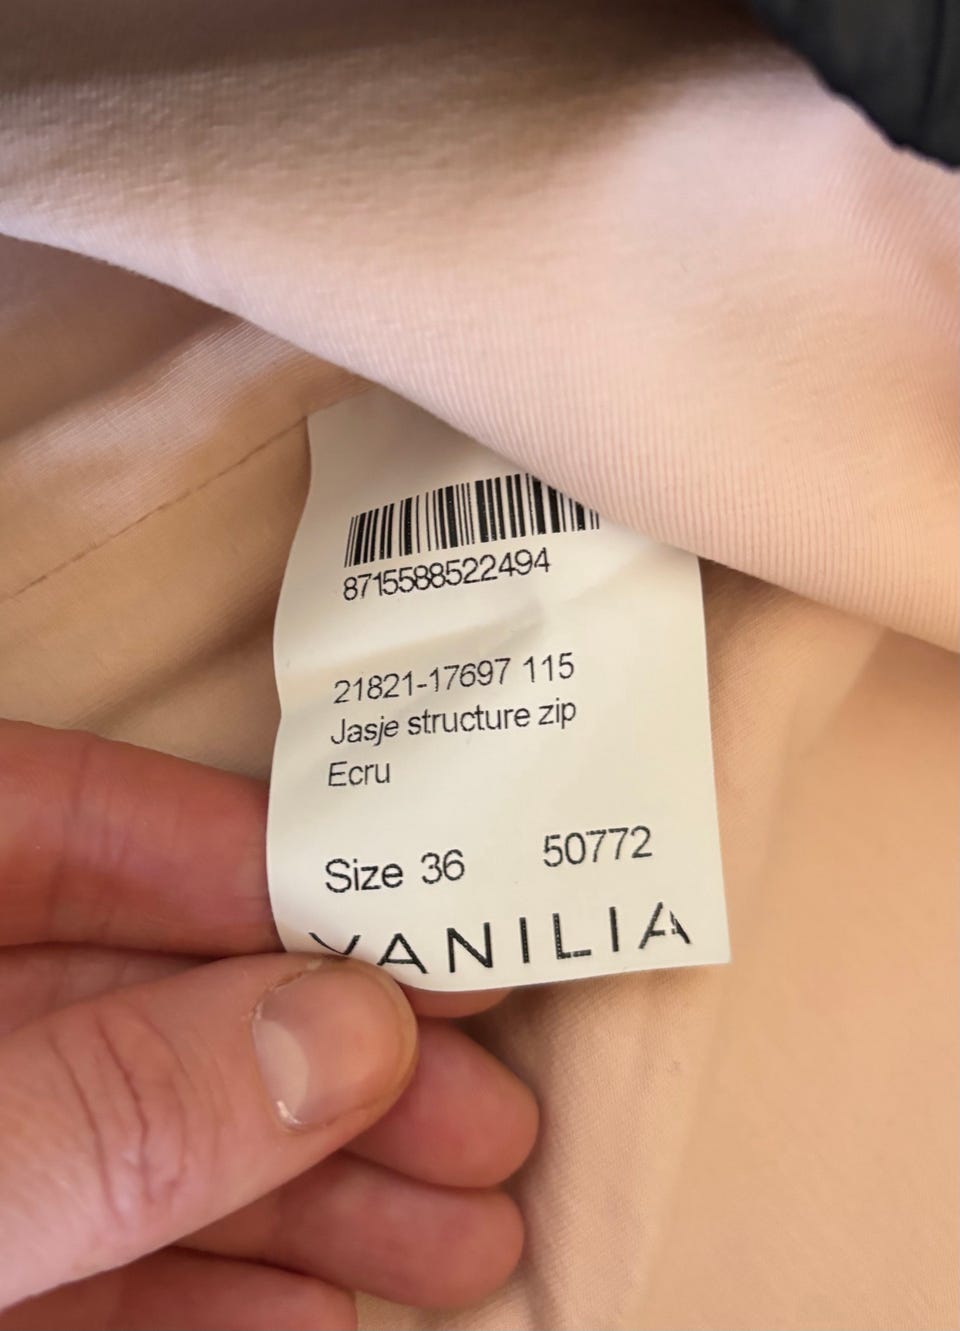 8715588522494
21821-17697 115
Jasje structure zip
Ecru
Size 36 50772
VANILIA